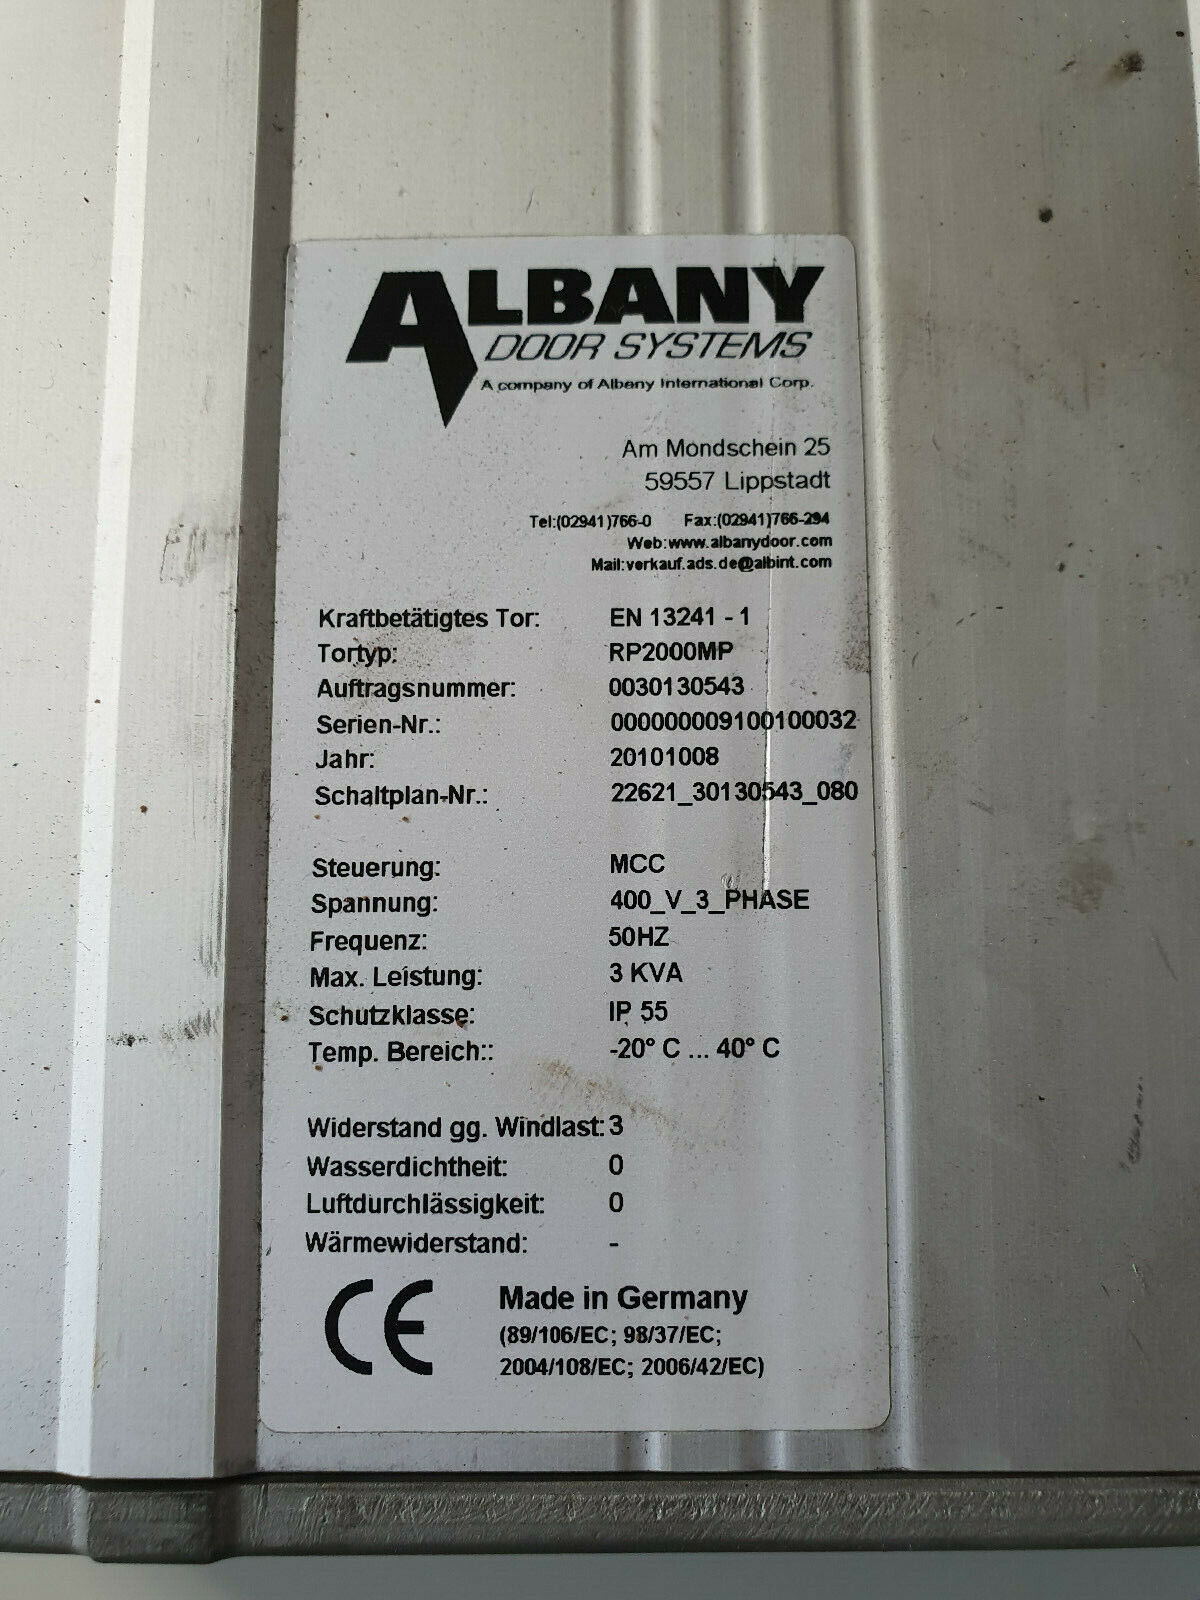 ALBANY
DOOR SYSTEMS
A company of Albany International Corp.
Am Mondschein 25
59557 Lippstadt
Tel:(02941)766-0 Fax:(02941)766-294
Web:www.albanydoor.com
Mail:verkauf.ads.de@albint.com
Kraftbetätigtes Tor: EN 13241 - 1
Tortyp: RP2000MP
Auftragsnummer: 0030130543
Serien-Nr.: 000000009100100032
Jahr: 20101008
Schaltplan-Nr.: 22621_30130543_080
Steuerung: MCC
Spannung: 400_V_3_PHASE
Frequenz: 50HZ
Max. Leistung: 3 KVA
Schutzklasse: IP 55
Temp. Bereich:: -20° C ... 40° C
Widerstand gg. Windlast: 3
Wasserdichtheit: 0
Luftdurchlässigkeit: 0
Wärmewiderstand: -
CE Made in Germany
(89/106/EC; 98/37/EC;
2004/108/EC; 2006/42/EC)